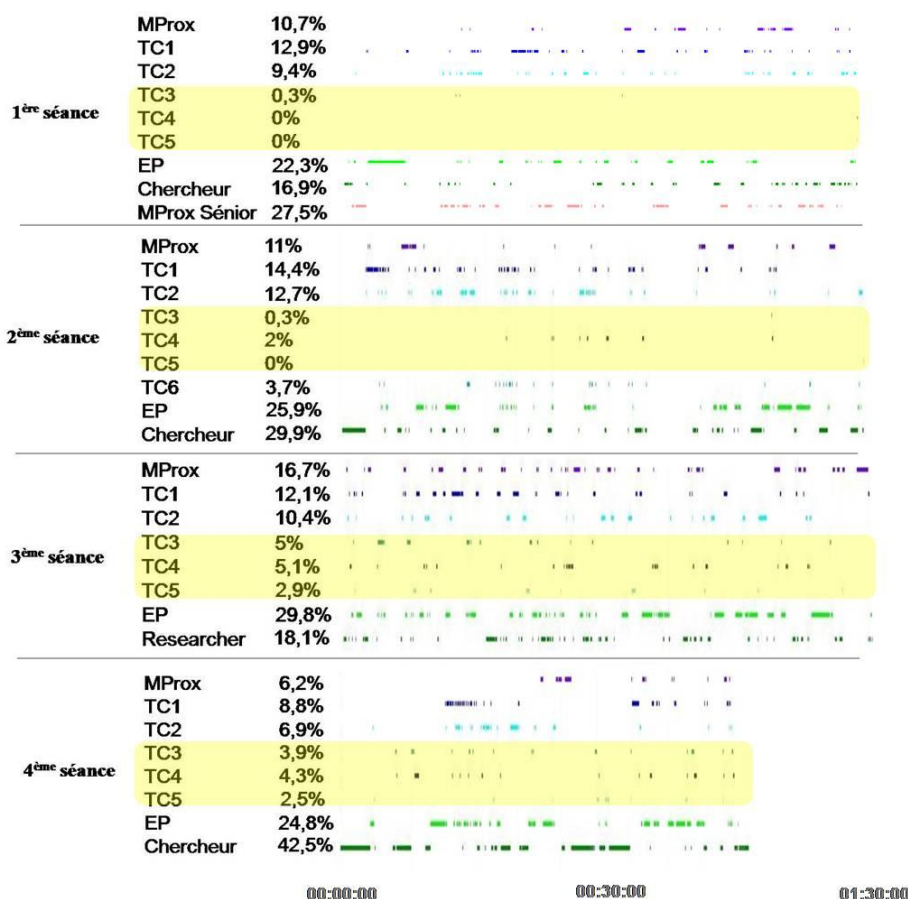 MProx 10,7%
TC1 12,9%
TC2 9,4%
TC3 0,3%
1ère séance TC4 0%
TC5 0%
EP 22,3%
Chercheur 16,9%
MProx Sénior 27,5%
MProx 11%
TC1 14,4%
TC2 12,7%
TC3 0,3%
2ème séance TC4 2%
TC5 0%
TC6 3,7%
EP 25,9%
Chercheur 29,9%
MProx 16,7%
TC1 12,1%
TC2 10,4%
TC3 5%
3ème séance TC4 5,1%
TC5 2,9%
EP 29,8%
Researcher 18,1%
MProx 6,2%
TC1 8,8%
TC2 6,9%
TC3 3,9%
4ème séance TC4 4,3%
TC5 2,5%
EP 24,8%
Chercheur 42,5%
00:00:00 00:30:00 01:30:00